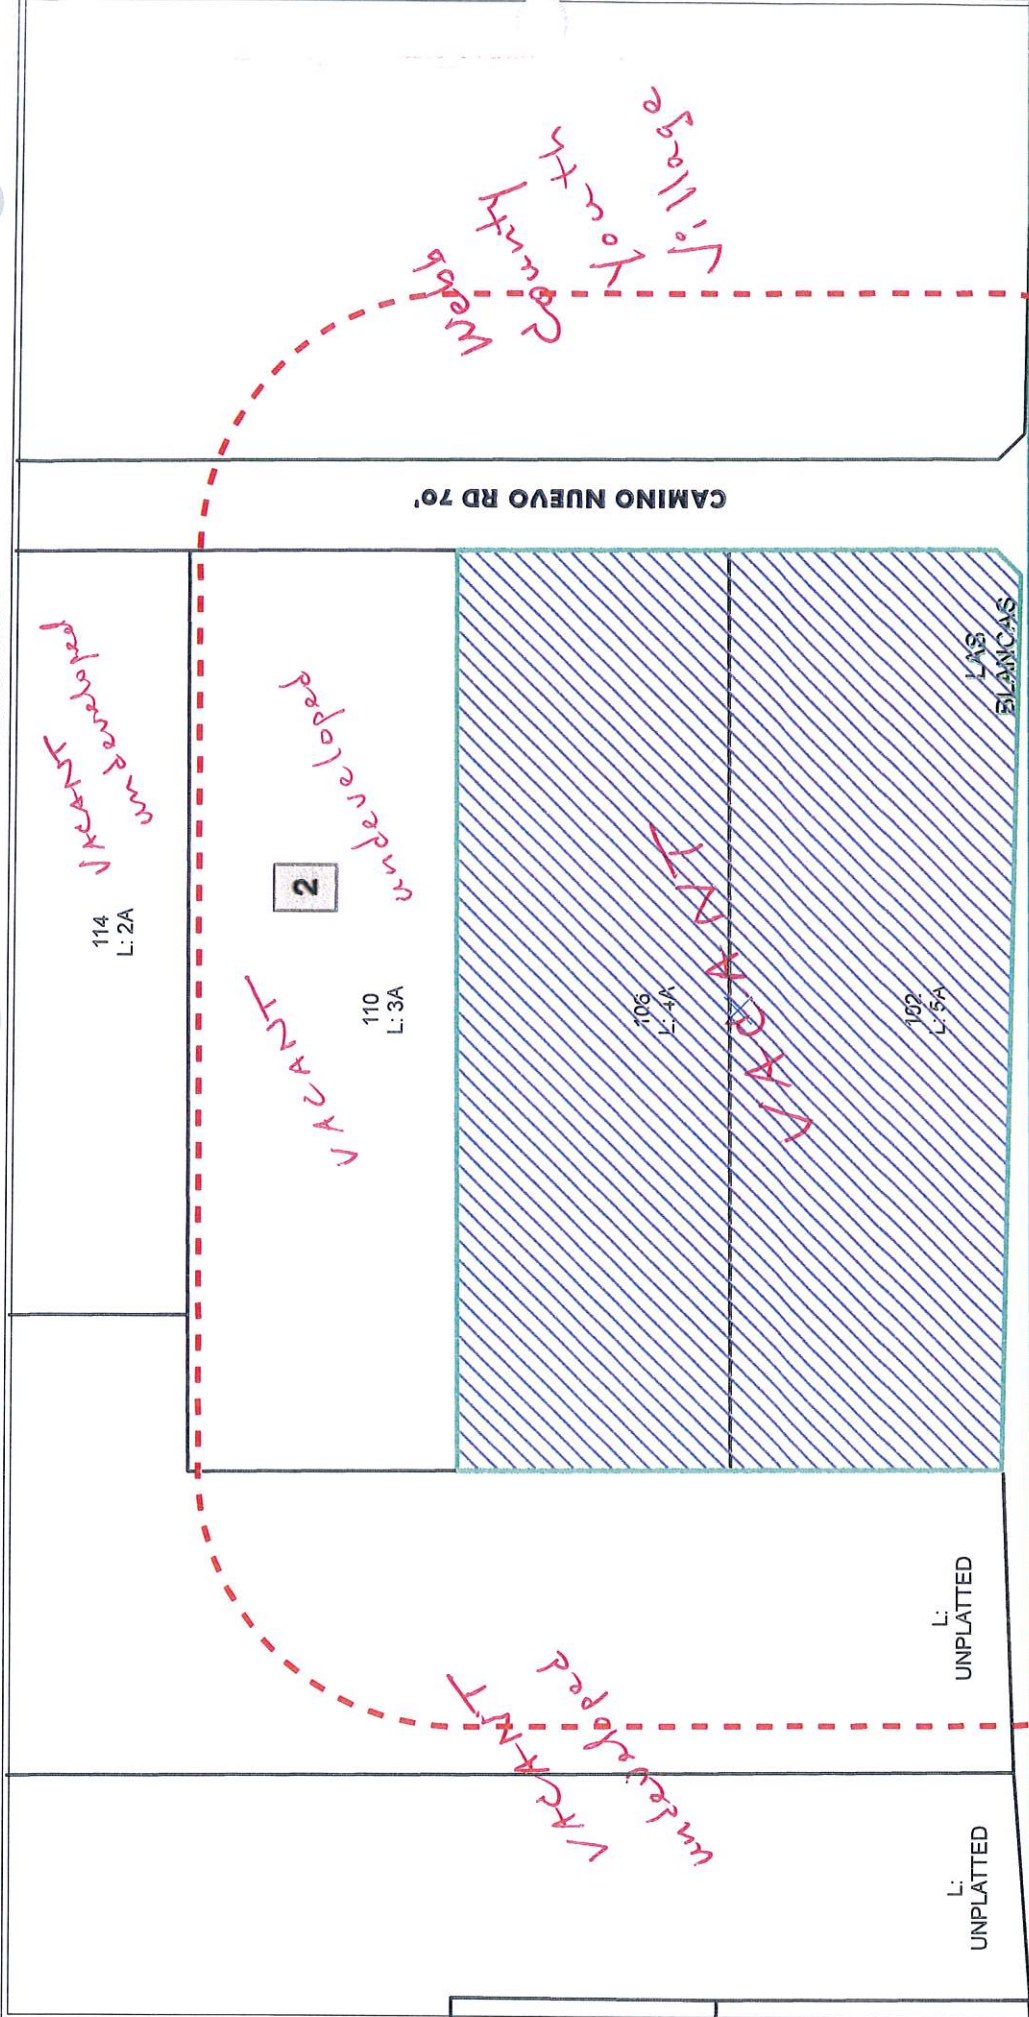 114
L: 2A
VACANT
undeveloped
2
VACANT
undeveloped
110
L: 3A
106
L: 4A
VACANT
102
L: 5A
LAS
BLANCAS
CAMINO NUEVO RD 70'
Webb
County
Youth
Village
VACANT
undeveloped
L:
UNPLATTED
L:
UNPLATTED